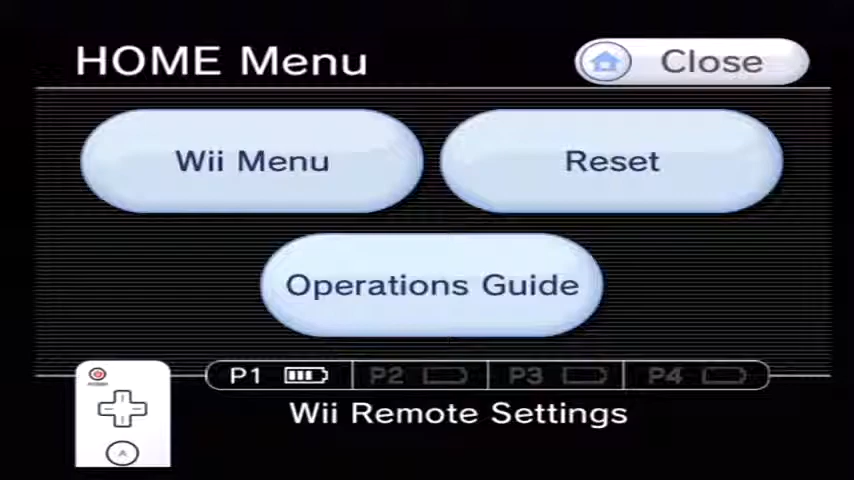 HOME Menu
Close
Wii Menu
Reset
Operations Guide
P1 P2 P3 P4
Wii Remote Settings
A